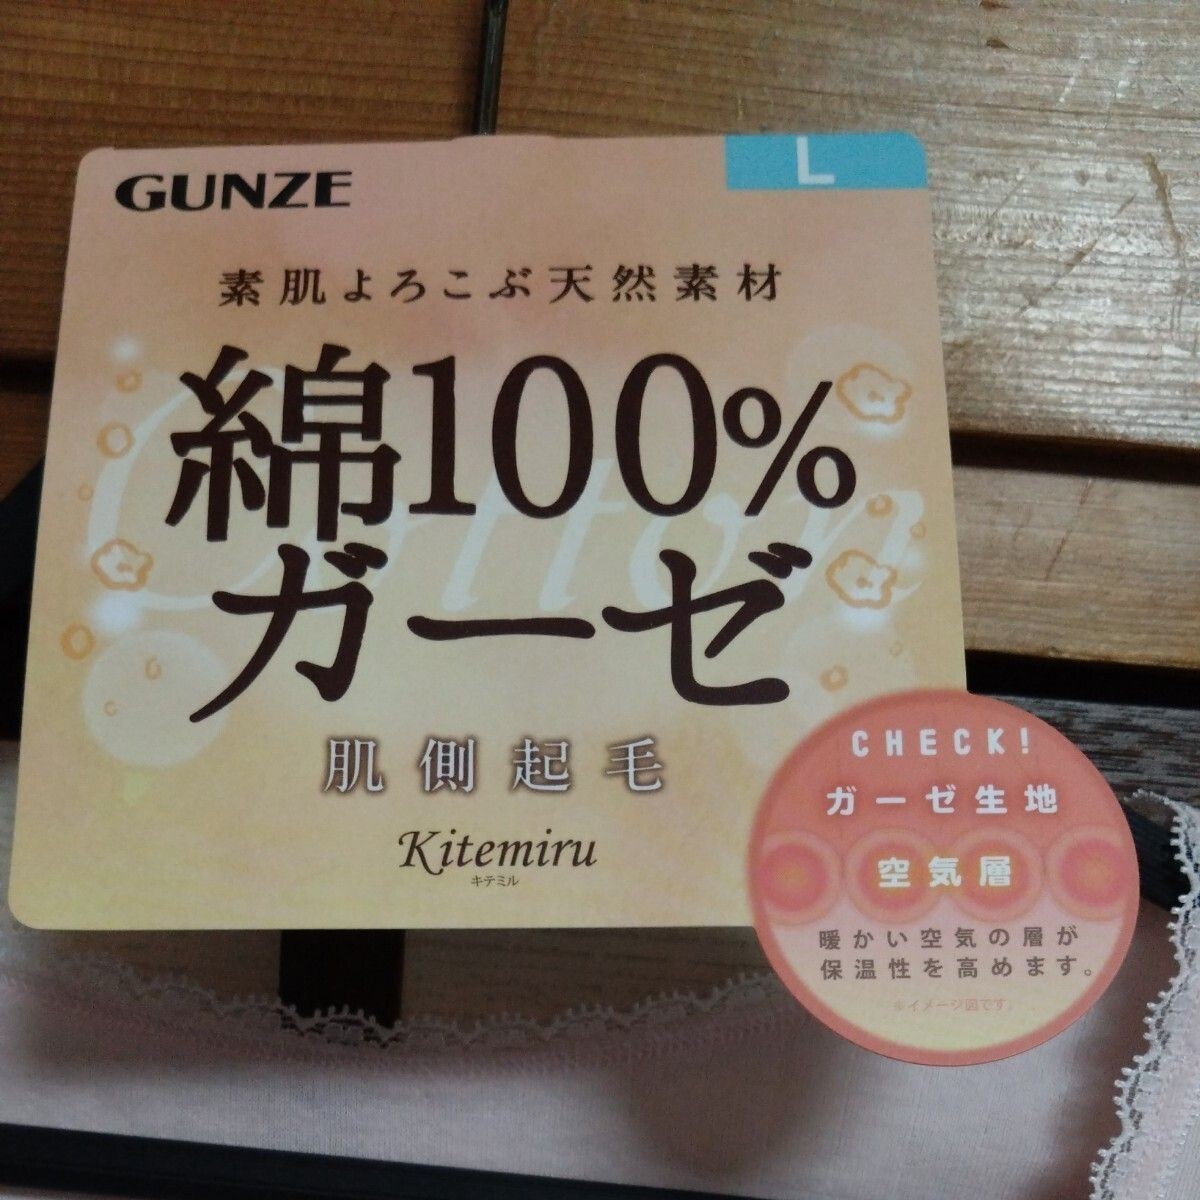 GUNZE
L
素肌よろこぶ天然素材
Cotton
綿100%
ガーゼ
肌側起毛
Kitemiru
キテミル
CHECK!
ガーゼ生地
空気層
暖かい空気の層が
保温性を高めます。
※イメージ図です。